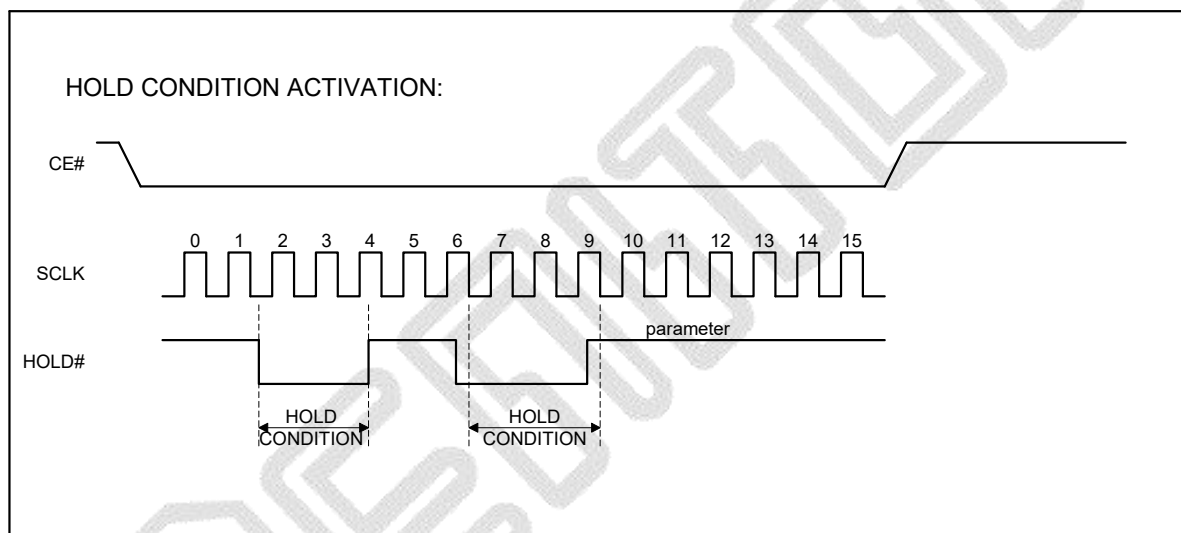 HOLD CONDITION ACTIVATION:
CE#
0 1 2 3 4 5 6 7 8 9 10 11 12 13 14 15
SCLK
parameter
HOLD#
HOLD HOLD
CONDITION CONDITION